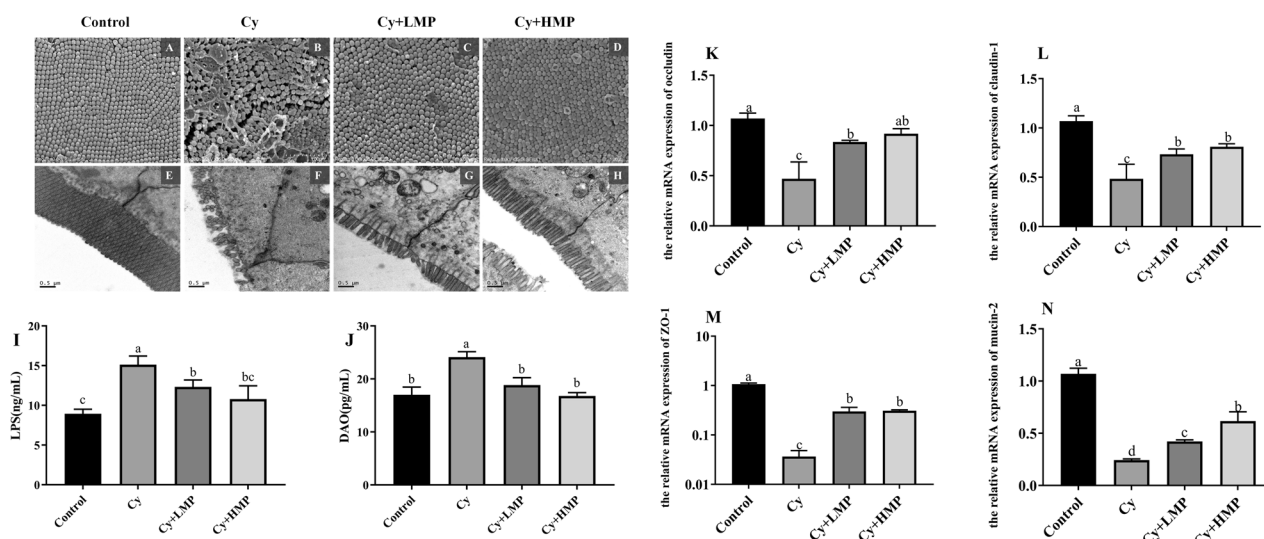 Control Cy Cy+LMP Cy+HMP
A B C D
E F G H
0.5 μm 0.5 μm 0.5 μm 0.5 μm
I
LPS(ng/mL)
20
15
10
5
0
c a b bc
Control Cy Cy+LMP Cy+HMP
J
DAO(pg/mL)
30
20
10
0
b a b b
Control Cy Cy+LMP Cy+HMP
K
the relative mRNA expression of occludin
1.5
1.0
0.5
0.0
a c b ab
Control Cy Cy+LMP Cy+HMP
L
the relative mRNA expression of claudin-1
1.5
1.0
0.5
0.0
a c b b
Control Cy Cy+LMP Cy+HMP
M
the relative mRNA expression of ZO-1
10
1
0.1
0.01
a c b b
Control Cy Cy+LMP Cy+HMP
N
the relative mRNA expression of mucin-2
1.5
1.0
0.5
0.0
a d c b
Control Cy Cy+LMP Cy+HMP